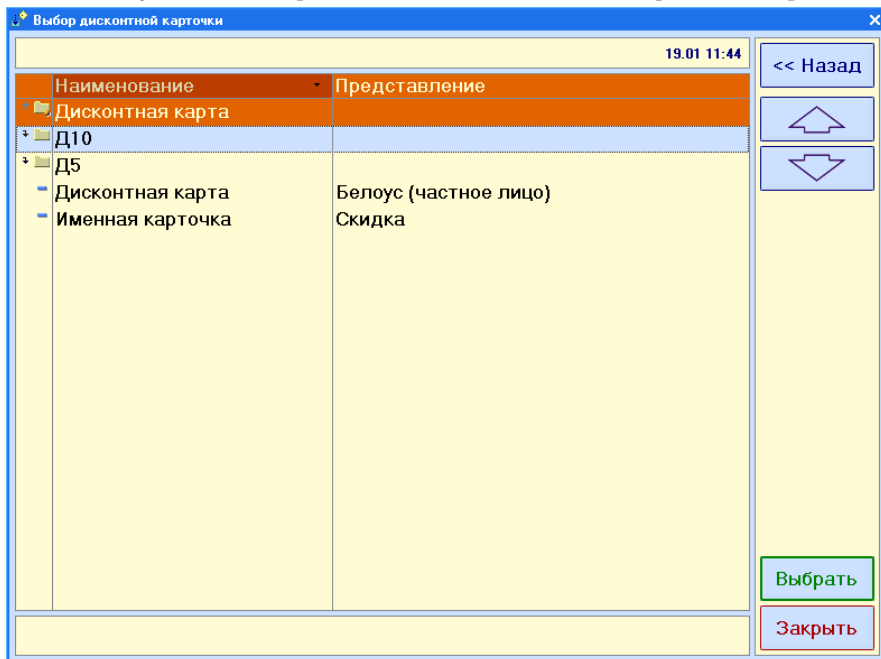 Выбор дисконтной карточки
19.01 11:44
<< Назад
Наименование Представление
Дисконтная карта
Д10
Д5
Дисконтная карта Белоус (частное лицо)
Именная карточка Скидка
Выбрать
Закрыть